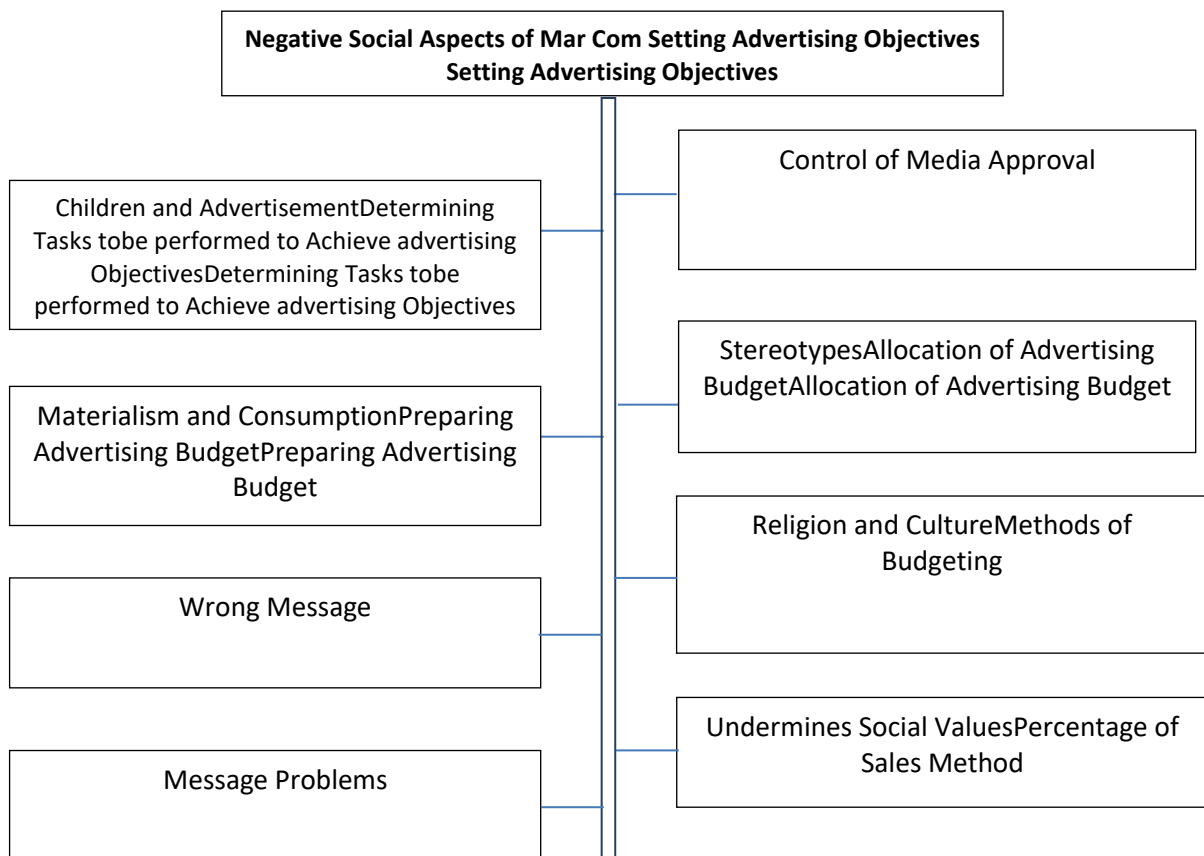 Negative Social Aspects of Mar Com Setting Advertising Objectives
Setting Advertising Objectives
Control of Media Approval
Children and AdvertisementDetermining
Tasks tobe performed to Achieve advertising
ObjectivesDetermining Tasks tobe
performed to Achieve advertising Objectives
StereotypesAllocation of Advertising
BudgetAllocation of Advertising Budget
Materialism and ConsumptionPreparing
Advertising BudgetPreparing Advertising
Budget
Religion and CultureMethods of
Budgeting
Wrong Message
Undermines Social ValuesPercentage of
Sales Method
Message Problems